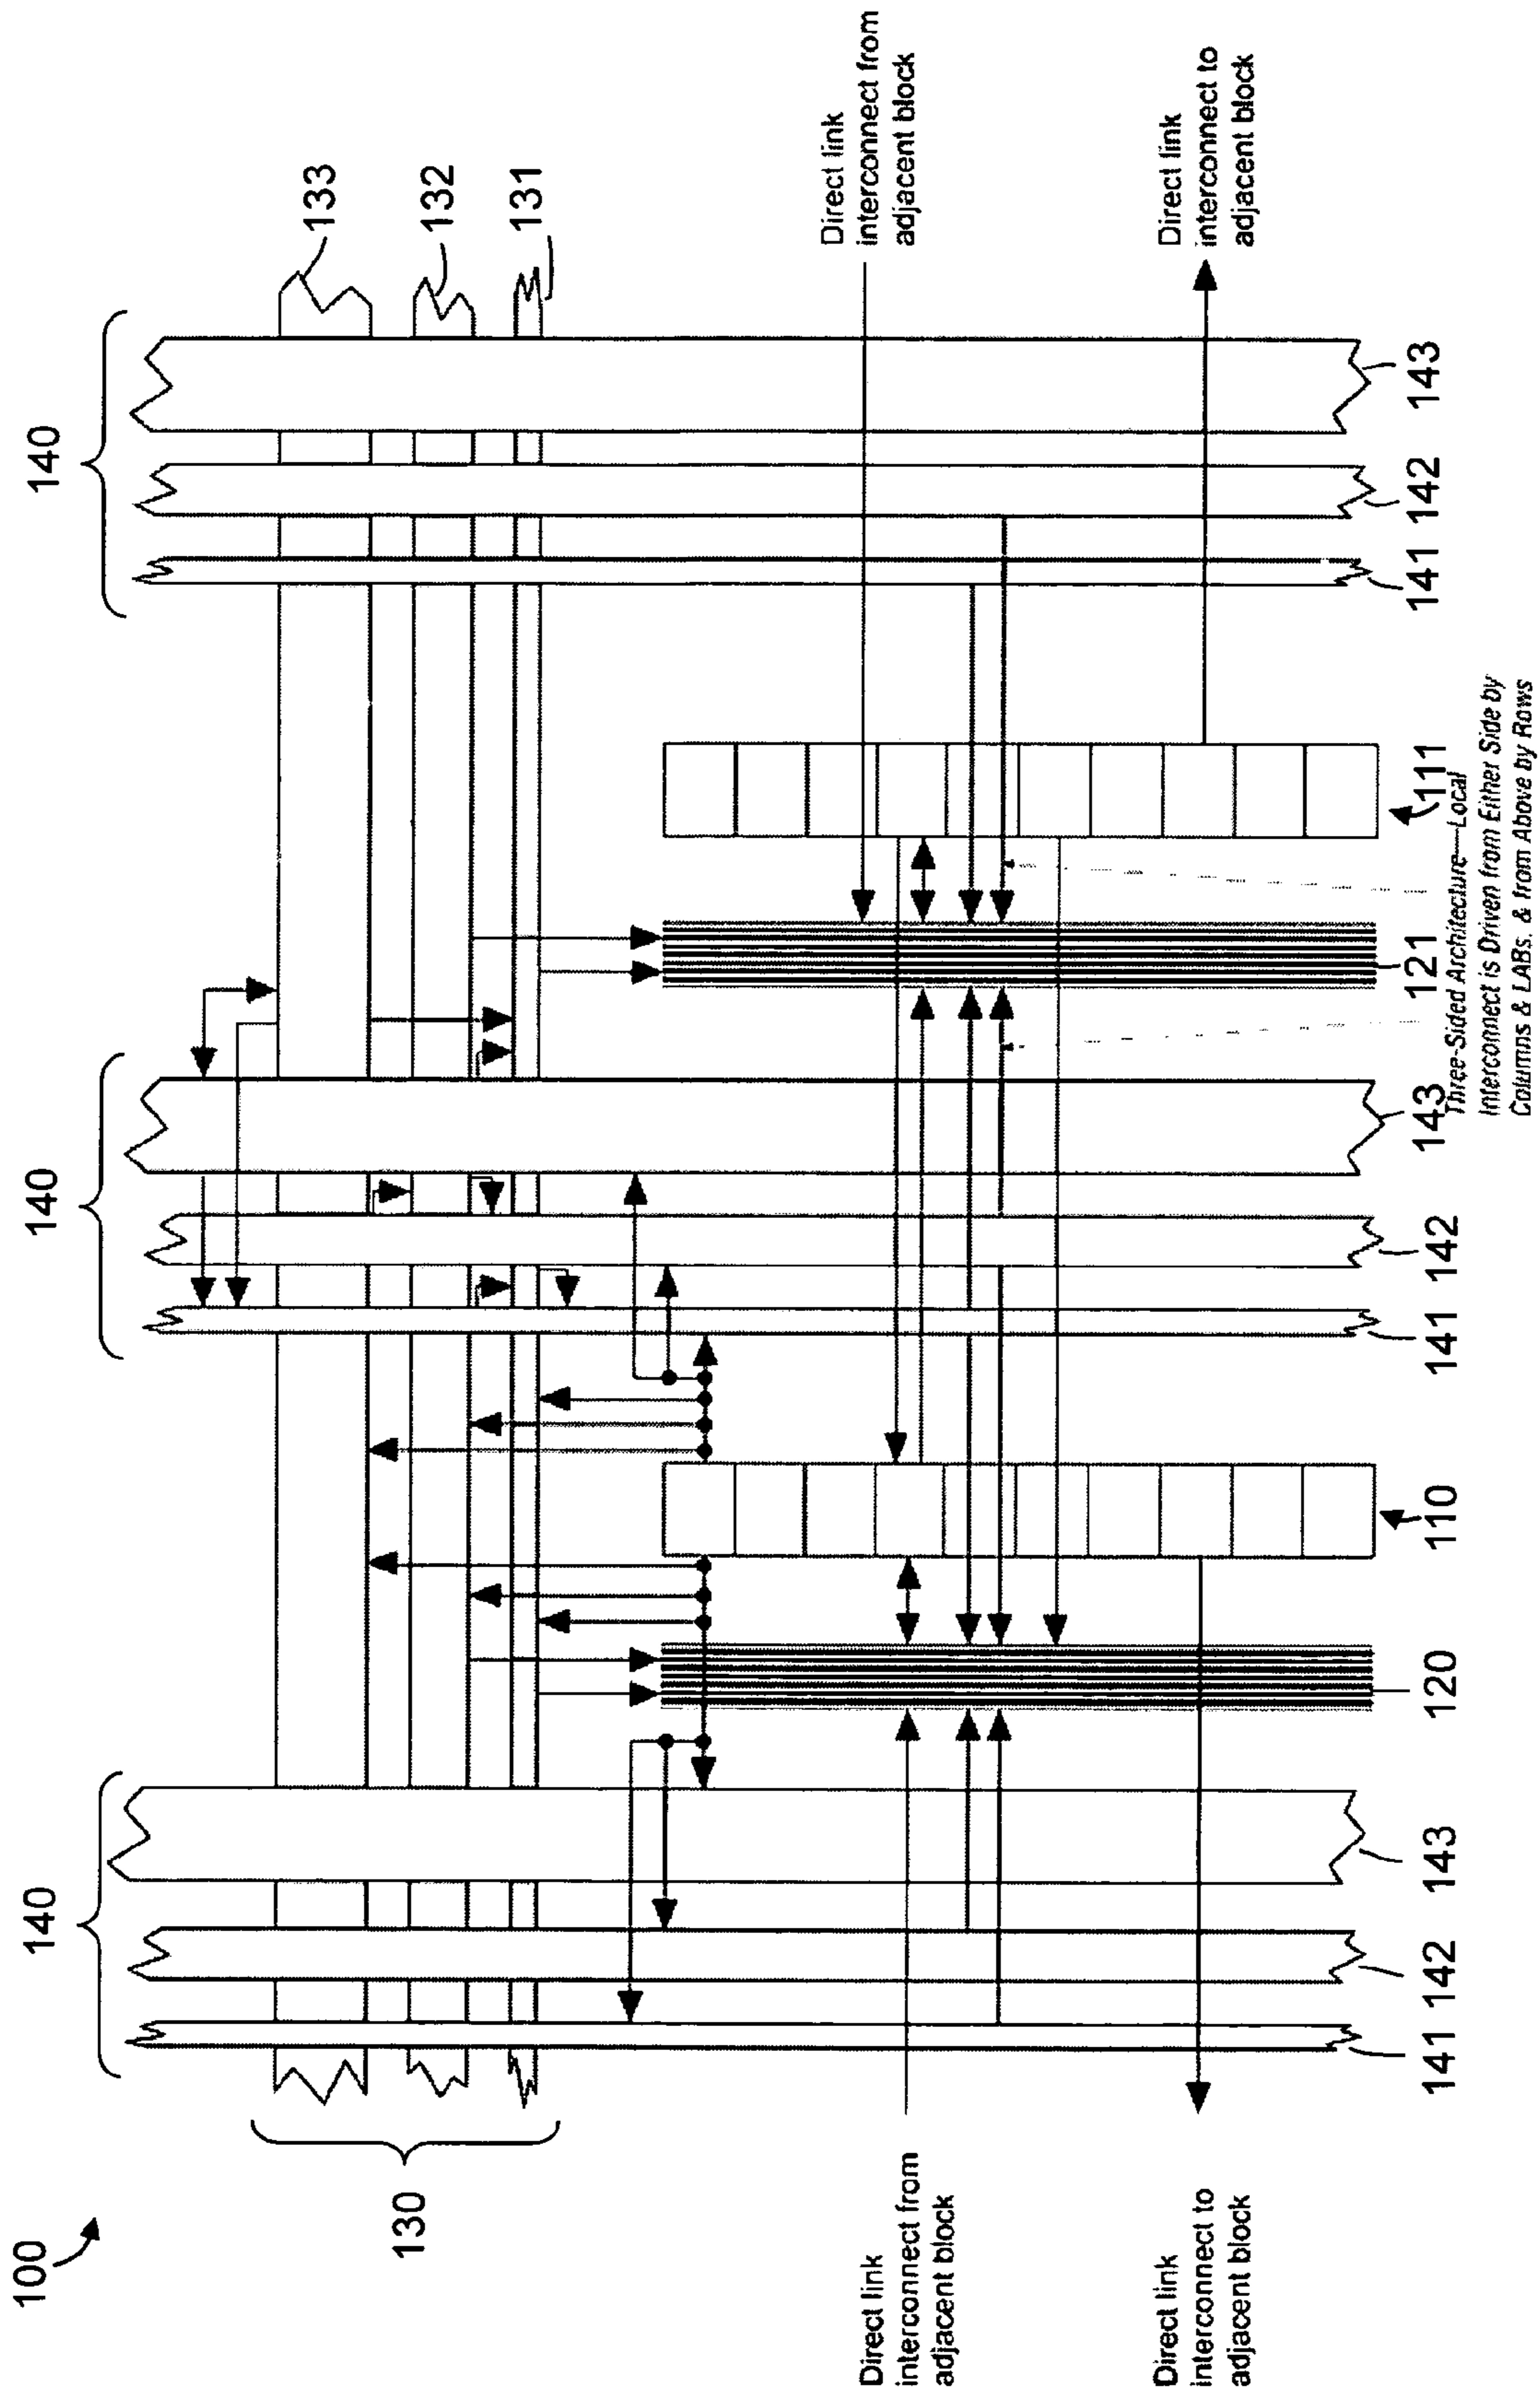 100
130
140
140
140
133
132
131
Direct link
interconnect from
adjacent block
Direct link
interconnect to
adjacent block
Direct link
interconnect from
adjacent block
Direct link
interconnect to
adjacent block
141
142
143
120
110
141
142
143
121
111
141
142
143
Three-Sided Architecture—Local
Interconnect is Driven from Either Side by
Columns & LABs. & from Above by Rows